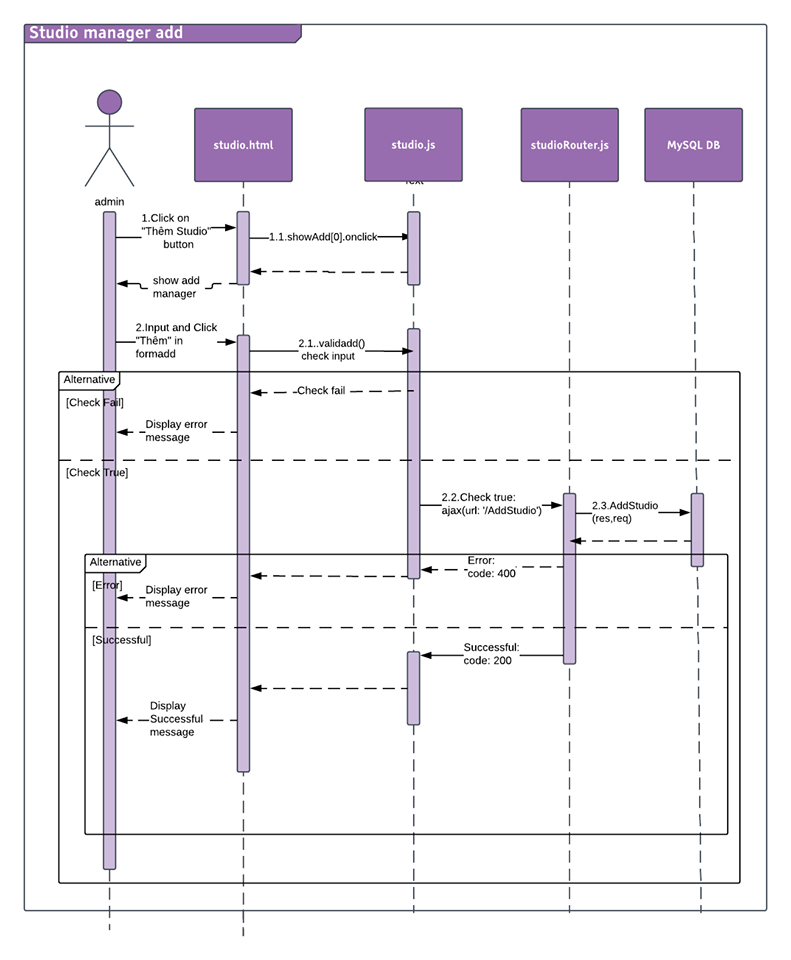 Studio manager add
studio.html
studio.js
studioRouter.js
MySQL DB
Text
admin
1.Click on
"Thêm Studio"
button
1.1.showAdd[0].onclick
show add
manager
2.Input and Click
"Thêm" in
formadd
2.1..validadd()
check input
Alternative
Check fail
[Check Fail]
Display error
message
[Check True]
2.2.Check true:
ajax(url: '/AddStudio')
2.3.AddStudio
(res,req)
Alternative
Error:
code: 400
[Error]
Display error
message
[Successful]
Successful:
code: 200
Display
Successful
message